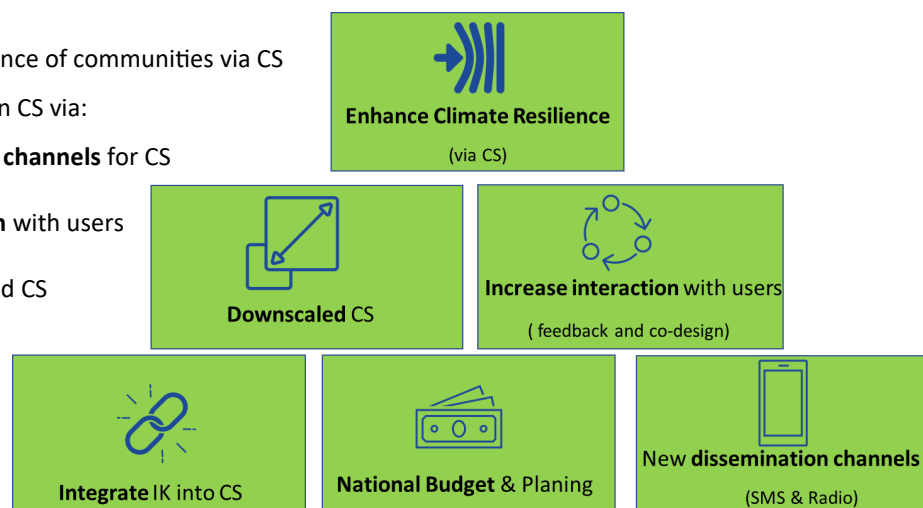 nce of communities via CS
n CS via:
channels for CS
n with users
d CS
Enhance Climate Resilience
(via CS)
Downscaled CS
Increase interaction with users
( feedback and co-design)
Integrate IK into CS
National Budget & Planing
New dissemination channels
(SMS & Radio)